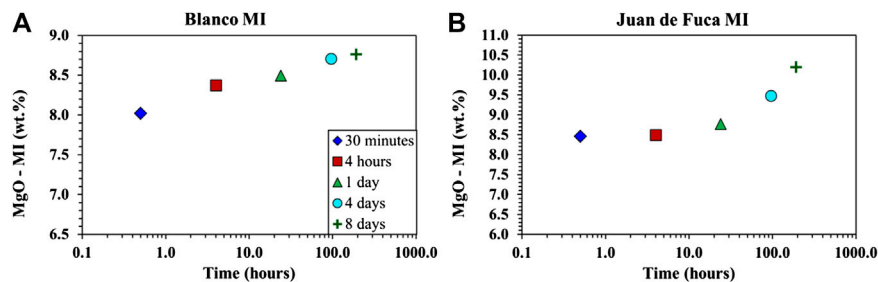 A
Blanco MI
MgO - MI (wt.%)
9.0
8.5
8.0
7.5
7.0
6.5
0.1
1.0
10.0
100.0
1000.0
Time (hours)
30 minutes
4 hours
1 day
4 days
8 days
B
Juan de Fuca MI
MgO - MI (wt.%)
11.0
10.5
10.0
9.5
9.0
8.5
8.0
7.5
7.0
6.5
6.0
0.1
1.0
10.0
100.0
1000.0
Time (hours)